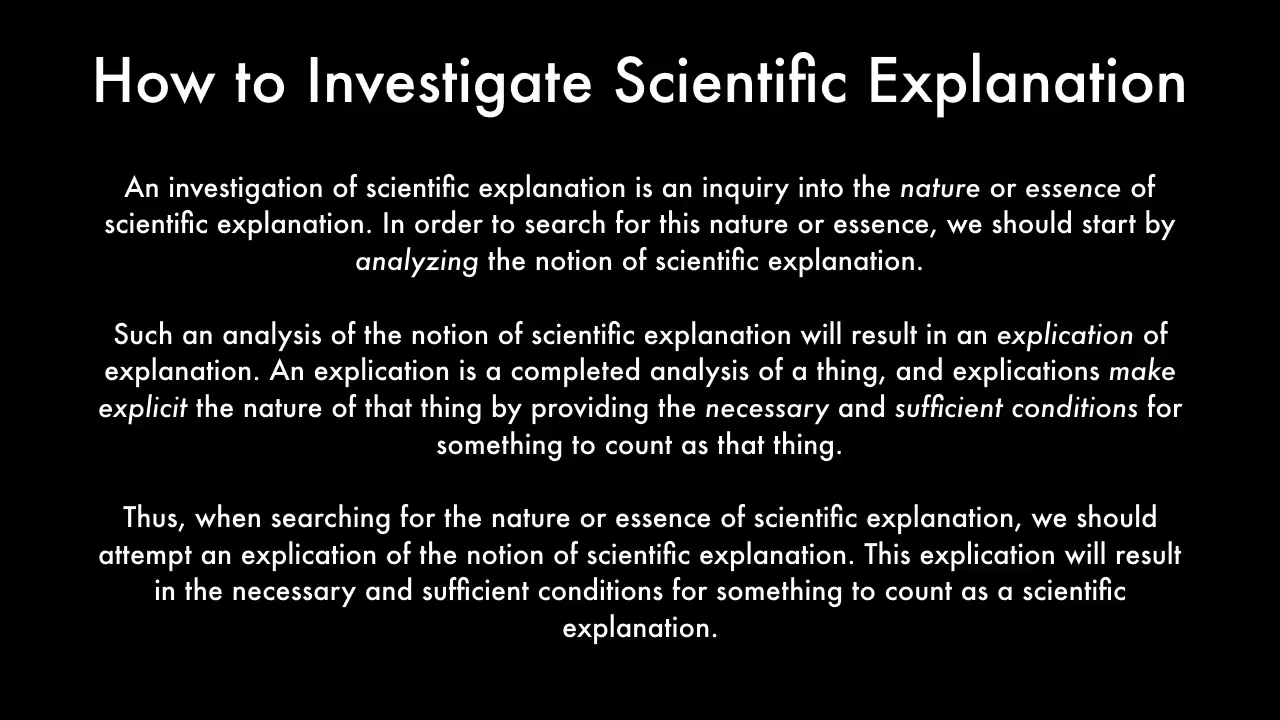 How to Investigate Scientific Explanation
An investigation of scientific explanation is an inquiry into the nature or essence of
scientific explanation. In order to search for this nature or essence, we should start by
analyzing the notion of scientific explanation.
Such an analysis of the notion of scientific explanation will result in an explication of
explanation. An explication is a completed analysis of a thing, and explications make
explicit the nature of that thing by providing the necessary and sufficient conditions for
something to count as that thing.
Thus, when searching for the nature or essence of scientific explanation, we should
attempt an explication of the notion of scientific explanation. This explication will result
in the necessary and sufficient conditions for something to count as a scientific
explanation.